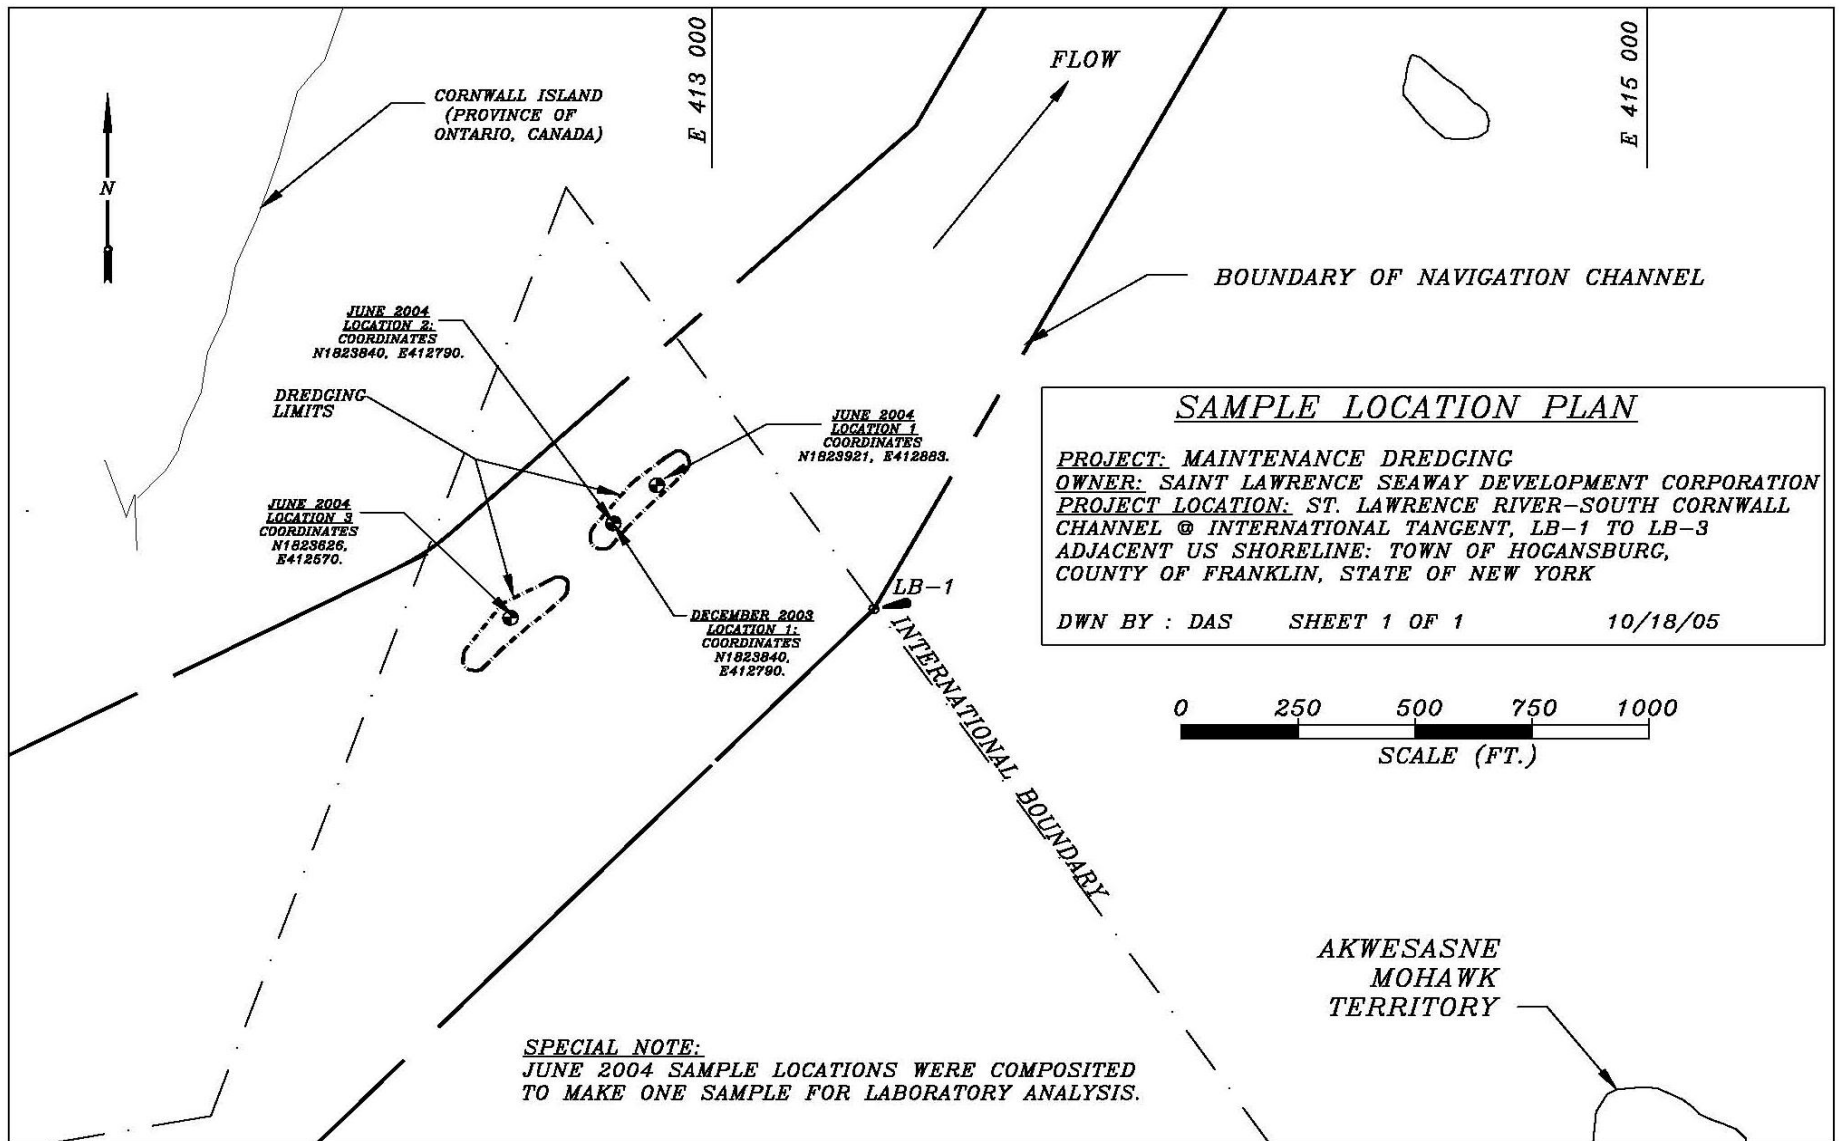 E 413 000
FLOW
E 415 000
CORNWALL ISLAND
(PROVINCE OF
ONTARIO, CANADA)
N
BOUNDARY OF NAVIGATION CHANNEL
JUNE 2004
LOCATION 2:
COORDINATES
N1823840, E412790.
DREDGING
LIMITS
JUNE 2004
LOCATION 1
COORDINATES
N1823921, E412883.
JUNE 2004
LOCATION 3
COORDINATES
N1823626,
E412570.
DECEMBER 2003
LOCATION 1:
COORDINATES
N1823840,
E412790.
LB-1
INTERNATIONAL BOUNDARY
SAMPLE LOCATION PLAN
PROJECT: MAINTENANCE DREDGING
OWNER: SAINT LAWRENCE SEAWAY DEVELOPMENT CORPORATION
PROJECT LOCATION: ST. LAWRENCE RIVER-SOUTH CORNWALL
CHANNEL @ INTERNATIONAL TANGENT, LB-1 TO LB-3
ADJACENT US SHORELINE: TOWN OF HOGANSBURG,
COUNTY OF FRANKLIN, STATE OF NEW YORK
DWN BY : DAS SHEET 1 OF 1 10/18/05
0 250 500 750 1000
SCALE (FT.)
AKWESASNE
MOHAWK
TERRITORY
SPECIAL NOTE:
JUNE 2004 SAMPLE LOCATIONS WERE COMPOSITED
TO MAKE ONE SAMPLE FOR LABORATORY ANALYSIS.